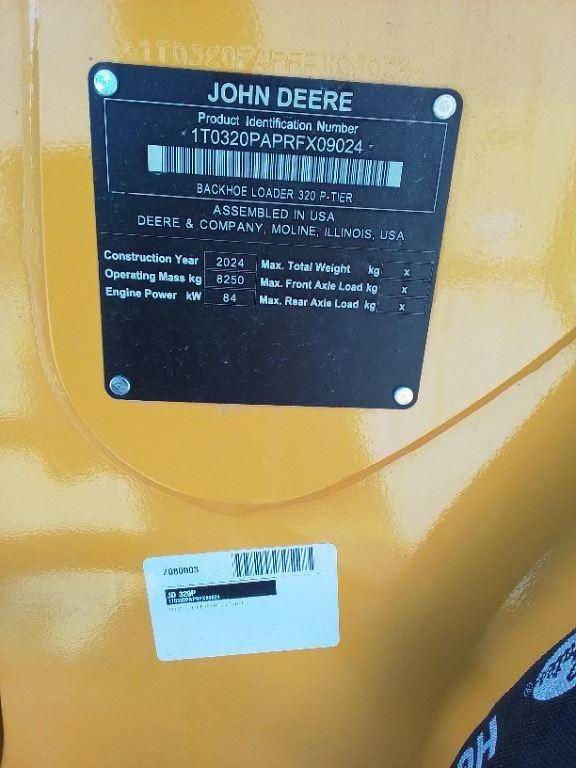 JOHN DEERE
Product Identification Number
*1T0320PAPRFX09024*
BACKHOE LOADER 320 P-TIER
ASSEMBLED IN USA
DEERE & COMPANY, MOLINE, ILLINOIS, USA
Construction Year 2024 Max. Total Weight kg x
Operating Mass kg 8250 Max. Front Axle Load kg x
Engine Power kW 84 Max. Rear Axle Load kg x
JD 320P
1T0320PAPRFX09024